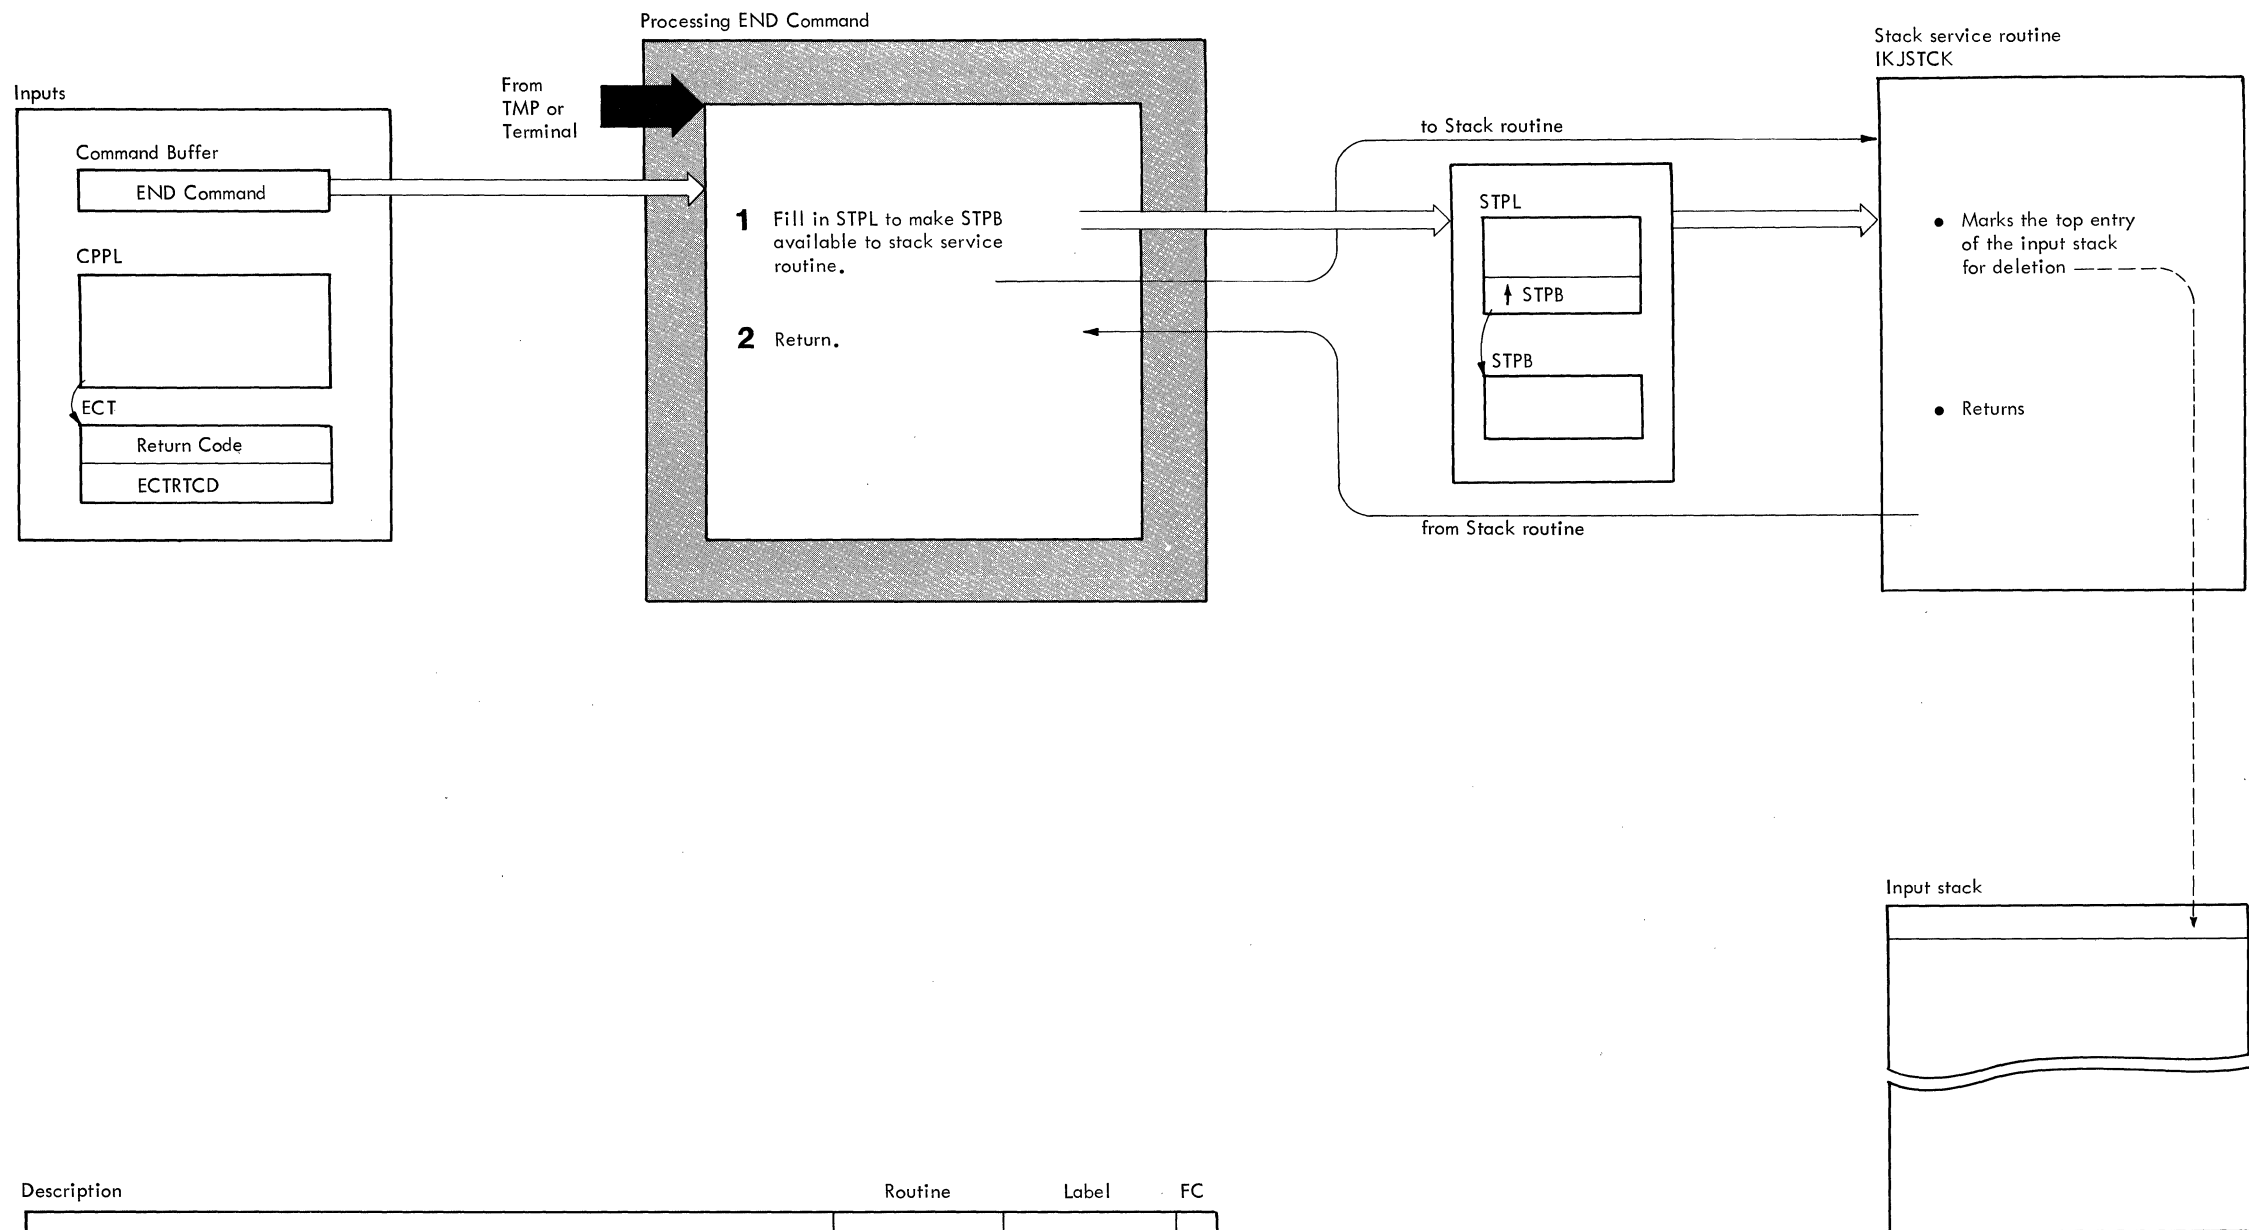 Processing END Command
Stack service routine
IKJSTCK
Inputs
From
TMP or
Terminal
Command Buffer
END Command
CPPL
ECT
Return Code
ECTRTCD
1 Fill in STPL to make STPB
available to stack service
routine.
2 Return.
to Stack routine
STPL
STPB
STPB
from Stack routine
• Marks the top entry
of the input stack
for deletion
• Returns
Input stack
Description Routine Label FC